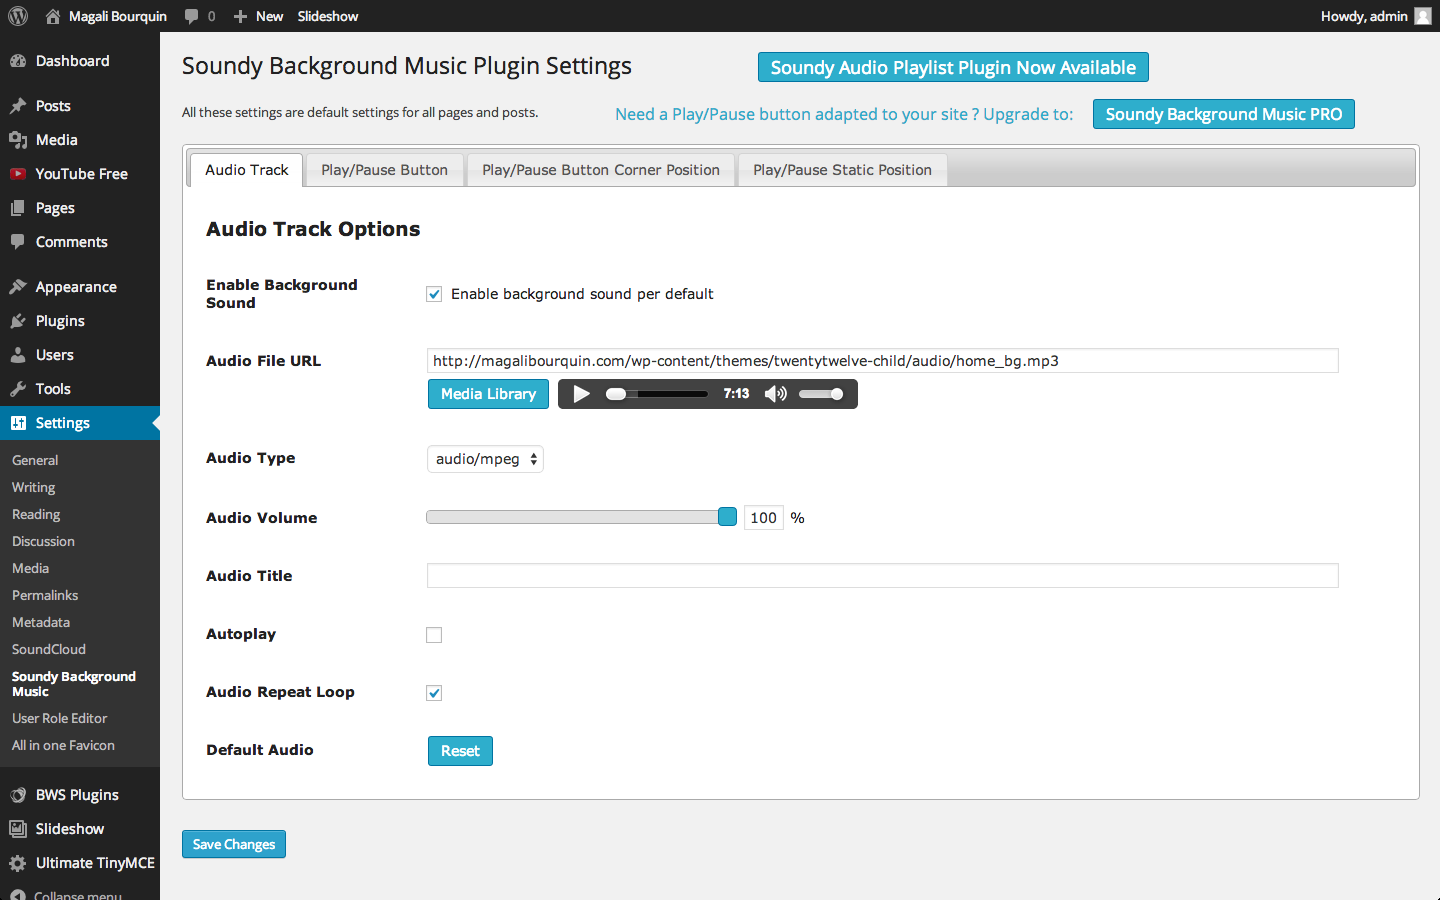 Magali Bourquin
0
New
Slideshow
Howdy, admin
Dashboard
Posts
Media
YouTube Free
Pages
Comments
Appearance
Plugins
Users
Tools
Settings
General
Writing
Reading
Discussion
Media
Permalinks
Metadata
SoundCloud
Soundy Background
Music
User Role Editor
All in one Favicon
BWS Plugins
Slideshow
Ultimate TinyMCE
Collapse menu
Soundy Background Music Plugin Settings
Soundy Audio Playlist Plugin Now Available
All these settings are default settings for all pages and posts.
Need a Play/Pause button adapted to your site ? Upgrade to:
Soundy Background Music PRO
Audio Track
Play/Pause Button
Play/Pause Button Corner Position
Play/Pause Static Position
Audio Track Options
Enable Background
Sound
Enable background sound per default
Audio File URL
http://magalibourquin.com/wp-content/themes/twentytwelve-child/audio/home_bg.mp3
Media Library
7:13
Audio Type
audio/mpeg
Audio Volume
100
%
Audio Title
Autoplay
Audio Repeat Loop
Default Audio
Reset
Save Changes